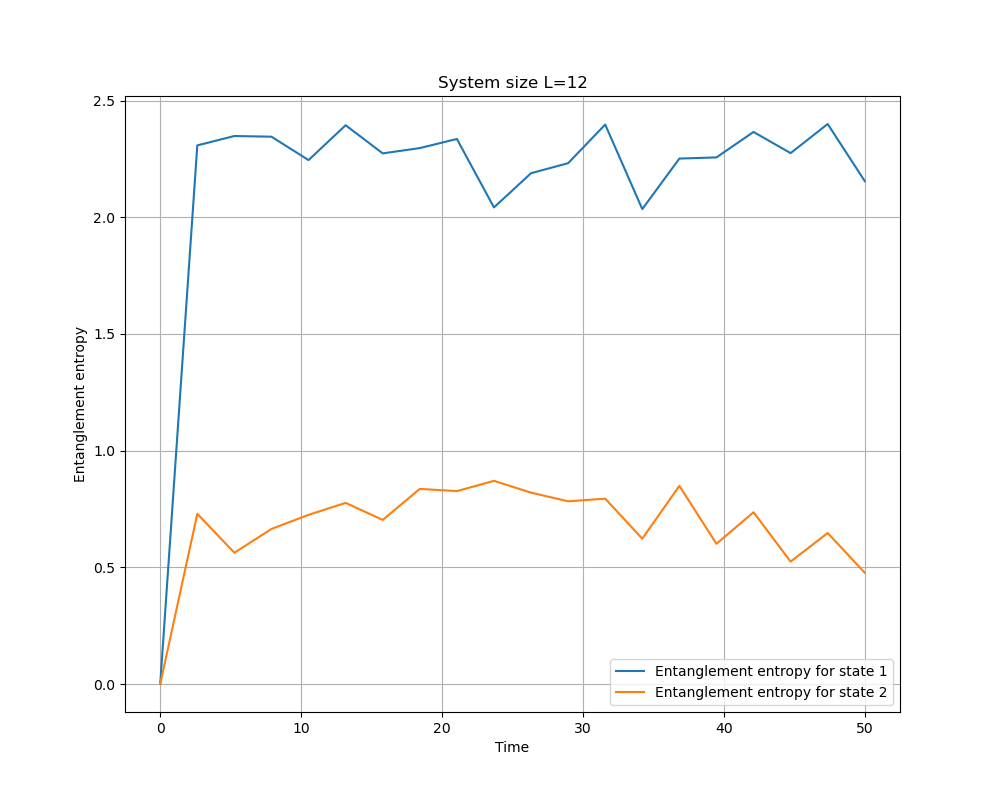 System size L=12
Entanglement entropy
2.5
2.0
1.5
1.0
0.5
0.0
0 10 20 30 40 50
Time
Entanglement entropy for state 1
Entanglement entropy for state 2